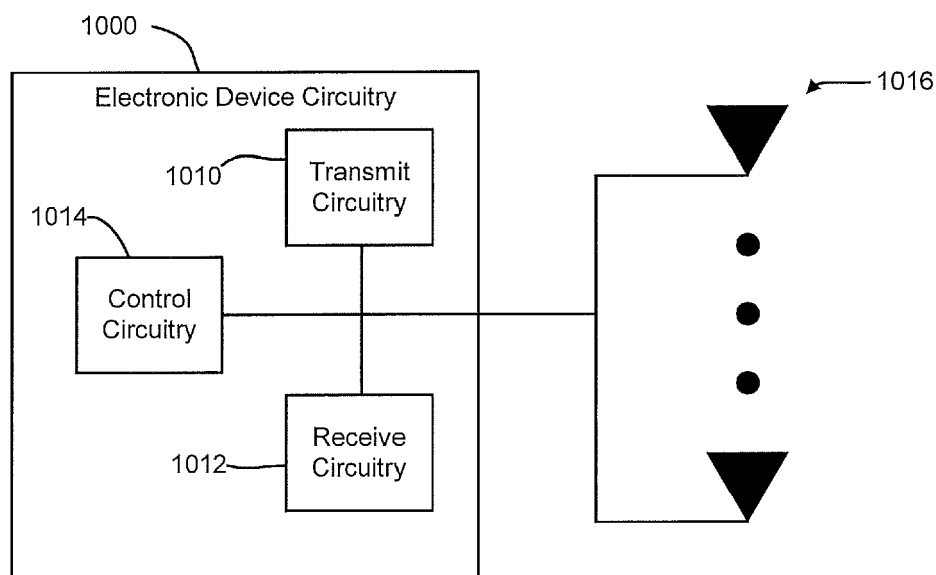 1000
Electronic Device Circuitry
1016
1010
Transmit
Circuitry
1014
Control
Circuitry
Receive
Circuitry
1012